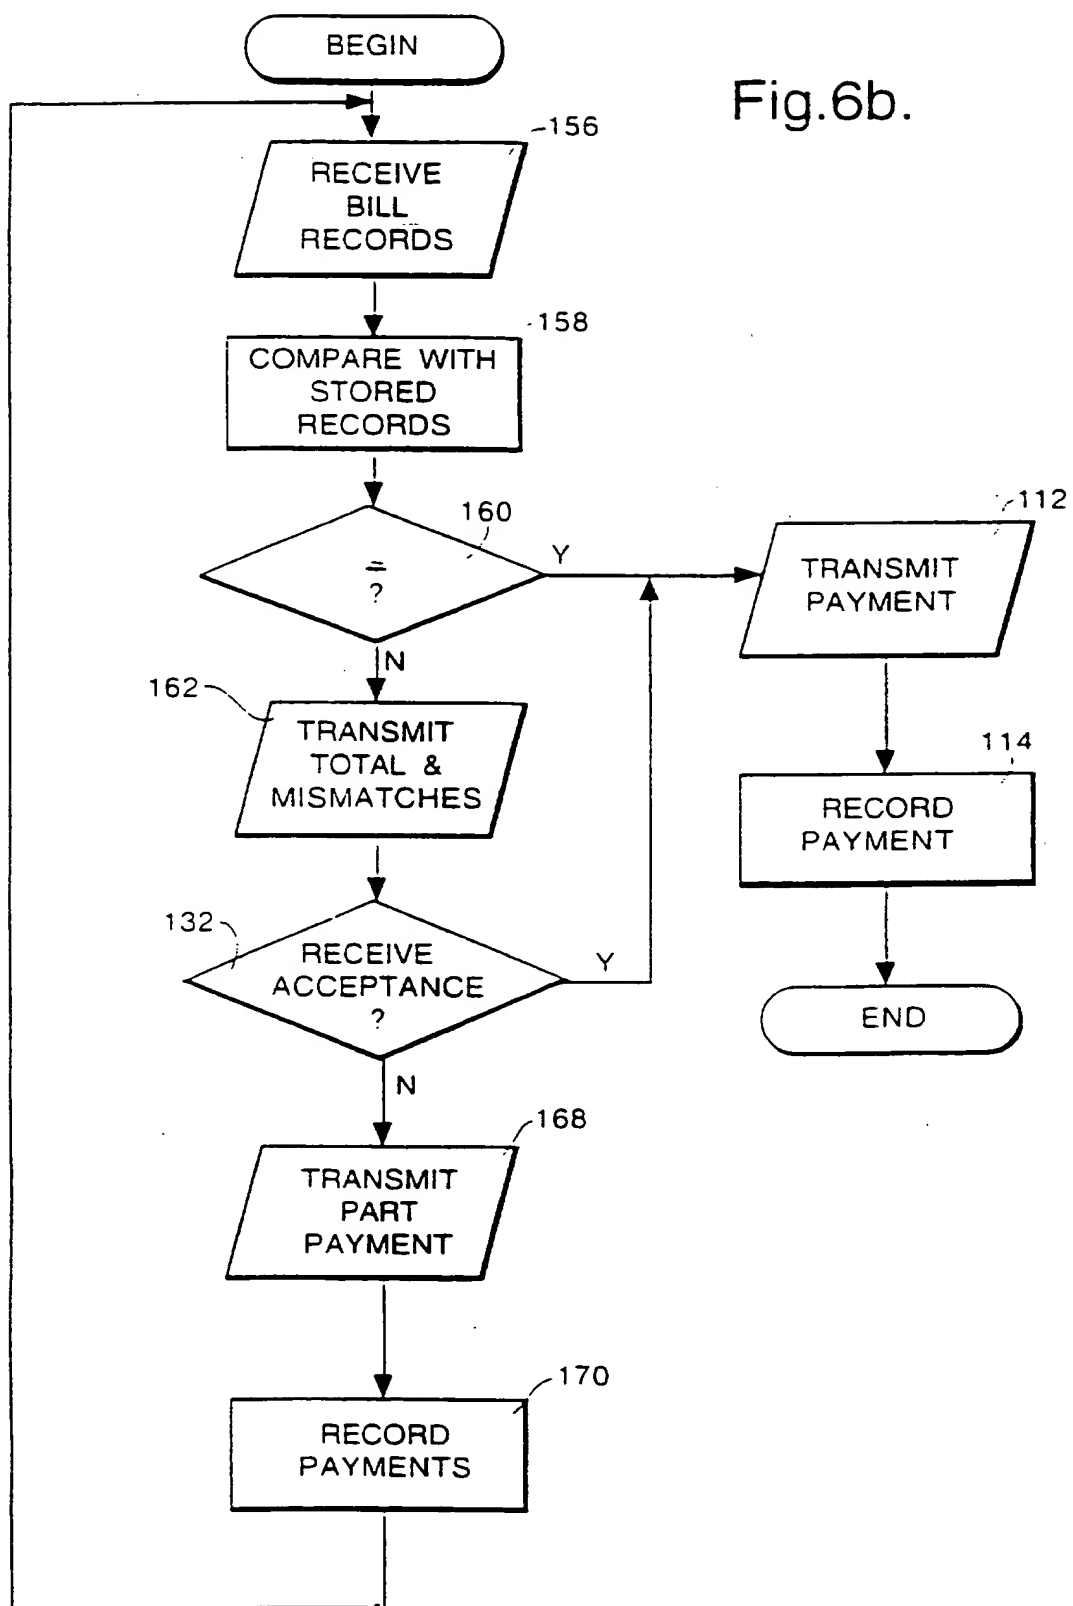 BEGIN
Fig.6b.
156
RECEIVE
BILL
RECORDS
158
COMPARE WITH
STORED
RECORDS
160
=
?
Y
N
112
TRANSMIT
PAYMENT
162
TRANSMIT
TOTAL &
MISMATCHES
114
RECORD
PAYMENT
132
RECEIVE
ACCEPTANCE
?
Y
N
END
168
TRANSMIT
PART
PAYMENT
170
RECORD
PAYMENTS